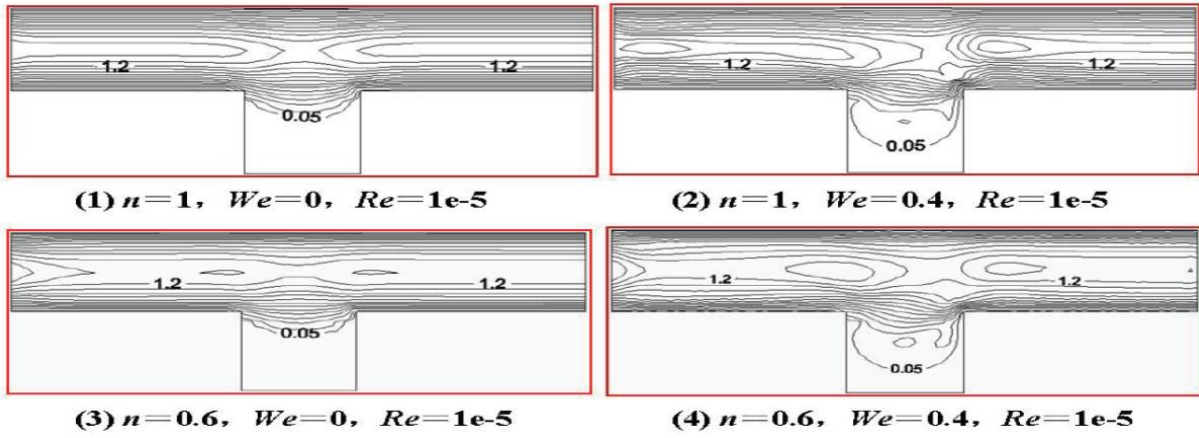 1.2 1.2
0.05
1.2 1.2
0.05
(1) n=1, We=0, Re=1e-5
(2) n=1, We=0.4, Re=1e-5
1.2 1.2
0.05
1.2 1.2
0.05
(3) n=0.6, We=0, Re=1e-5
(4) n=0.6, We=0.4, Re=1e-5